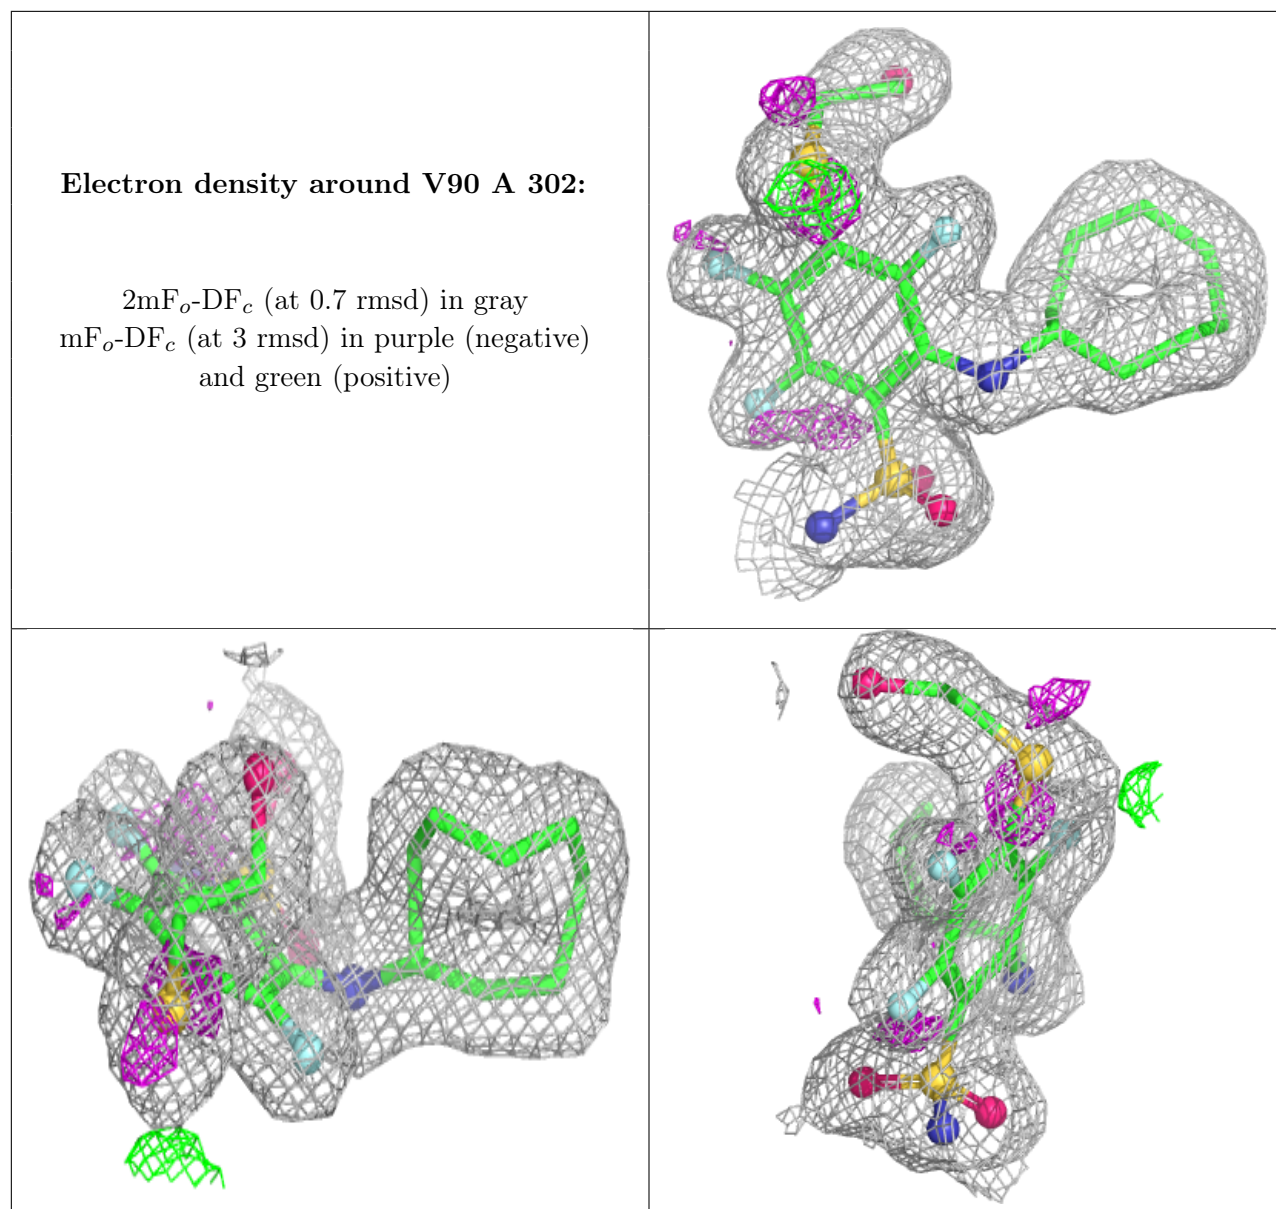 Electron density around V90 A 302:
2mFo-DFc (at 0.7 rmsd) in gray
mFo-DFc (at 3 rmsd) in purple (negative)
and green (positive)